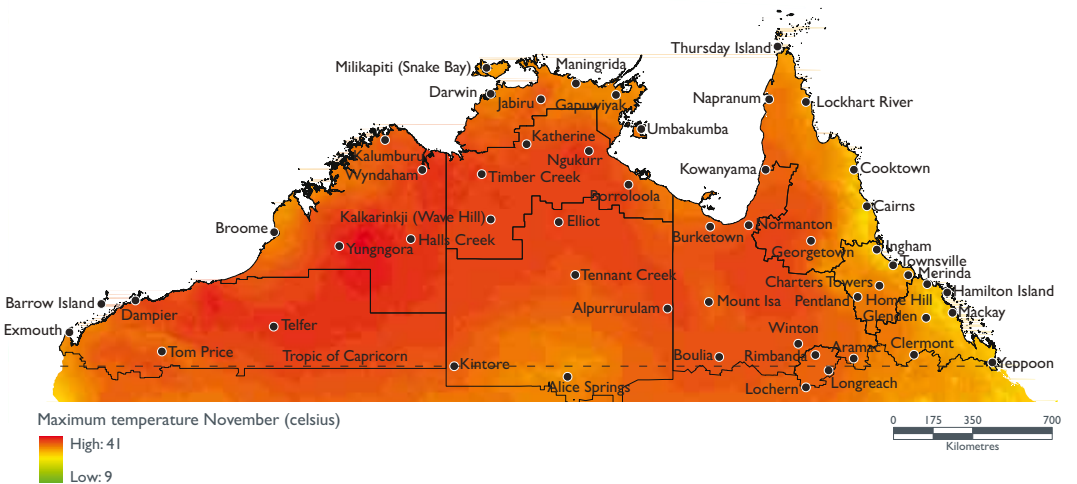 Thursday Island
Milikapiti (Snake Bay)
Maningrida
Darwin
Jabiru
Gapuwiyak
Napranum
Lockhart River
Umbakumba
Katherine
Kalumburu
Ngukurr
Wyndaham
Timber Creek
Kowanyama
Cooktown
Borroloola
Cairns
Kalkarinkji (Wave Hill)
Elliot
Normanton
Broome
Halls Creek
Burketown
Yungngora
Georgetown
Ingham
Townsville
Tennant Creek
Merinda
Charters Towers
Hamilton Island
Barrow Island
Mount Isa
Pentland
Home Hill
Dampier
Alpurrurulam
Glenden
Mackay
Exmouth
Telfer
Winton
Tom Price
Tropic of Capricorn
Boulia
Rimbanda
Aramac
Clermont
Kintore
Yeppoon
Alice Springs
Lochern
Longreach
Maximum temperature November (celsius)
High: 41
Low: 9
0 175 350 700
Kilometres